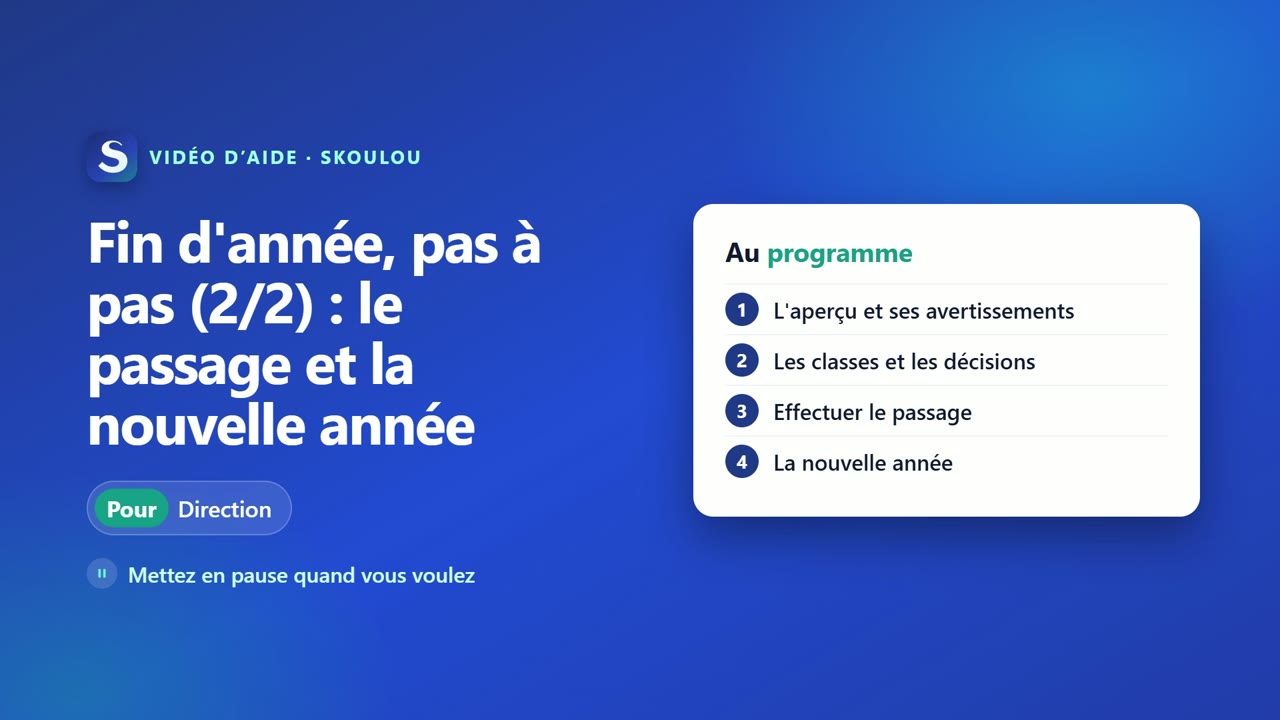 S
VIDÉO D’AIDE · SKOULOU
Fin d'année, pas à
pas (2/2) : le
passage et la
nouvelle année
Pour Direction
Mettez en pause quand vous voulez
Au programme
1 L'aperçu et ses avertissements
2 Les classes et les décisions
3 Effectuer le passage
4 La nouvelle année